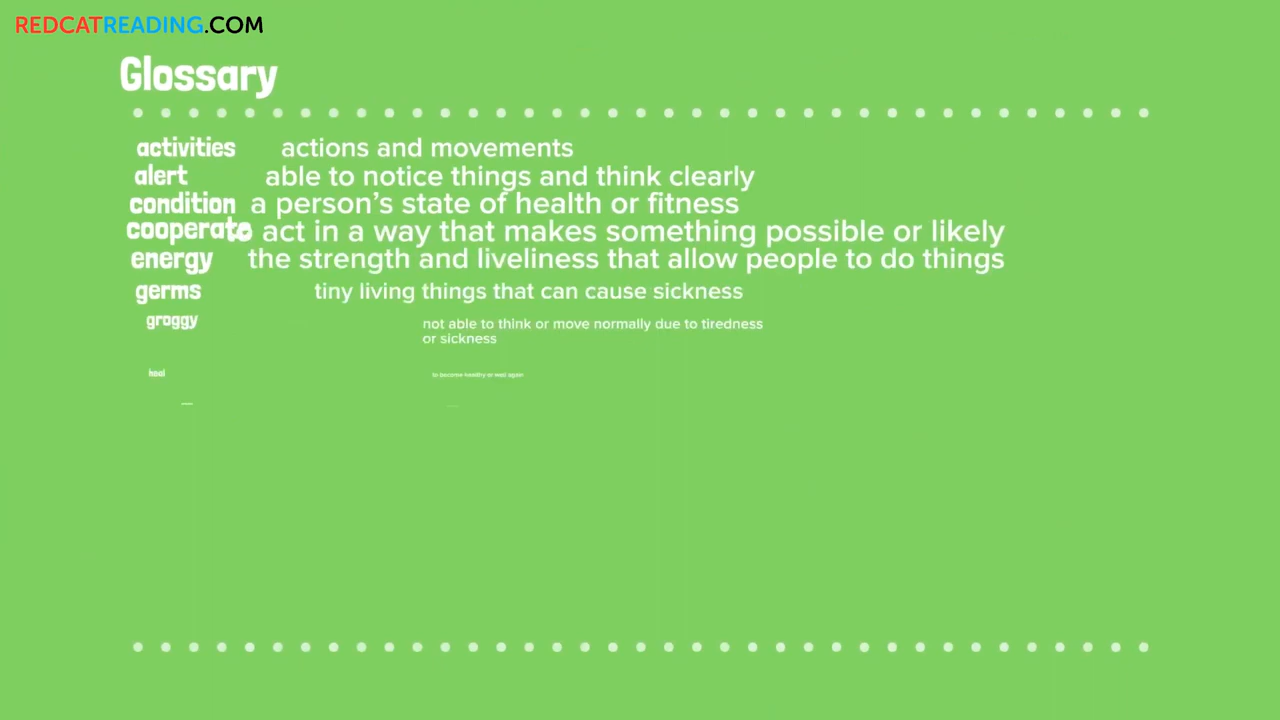 REDCATREADING.COM
Glossary
activities actions and movements
alert able to notice things and think clearly
condition a person's state of health or fitness
cooperate to act in a way that makes something possible or likely
energy the strength and liveliness that allow people to do things
germs tiny living things that can cause sickness
groggy not able to think or move normally due to tiredness
or sickness
heal to become healthy or well again